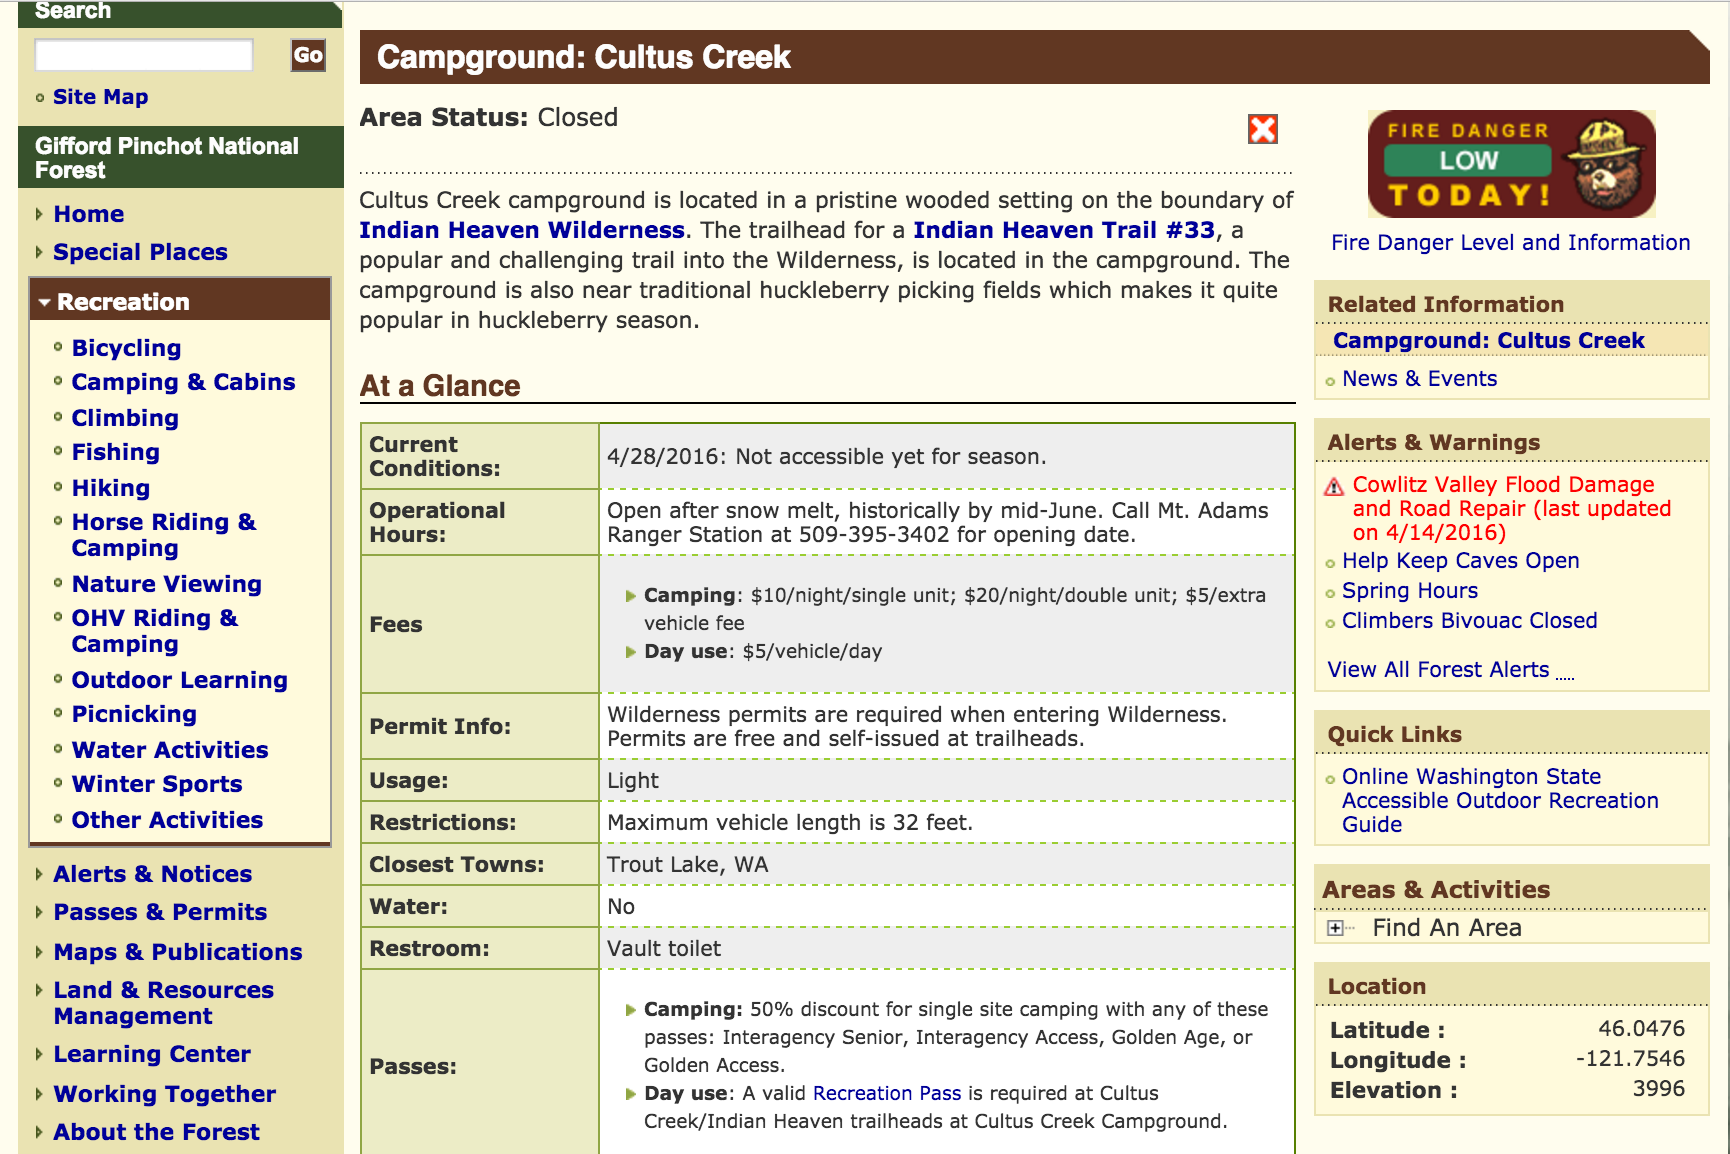 Search
Go
Site Map
Gifford Pinchot National
Forest
Home
Special Places
Recreation
Bicycling
Camping & Cabins
Climbing
Fishing
Hiking
Horse Riding &
Camping
Nature Viewing
OHV Riding &
Camping
Outdoor Learning
Picnicking
Water Activities
Winter Sports
Other Activities
Alerts & Notices
Passes & Permits
Maps & Publications
Land & Resources
Management
Learning Center
Working Together
About the Forest
Campground: Cultus Creek
Area Status: Closed
Cultus Creek campground is located in a pristine wooded setting on the boundary of
Indian Heaven Wilderness. The trailhead for a Indian Heaven Trail #33, a
popular and challenging trail into the Wilderness, is located in the campground. The
campground is also near traditional huckleberry picking fields which makes it quite
popular in huckleberry season.
At a Glance
Current
Conditions:
4/28/2016: Not accessible yet for season.
Operational
Hours:
Open after snow melt, historically by mid-June. Call Mt. Adams
Ranger Station at 509-395-3402 for opening date.
Fees
Camping: $10/night/single unit; $20/night/double unit; $5/extra
vehicle fee
Day use: $5/vehicle/day
Permit Info:
Wilderness permits are required when entering Wilderness.
Permits are free and self-issued at trailheads.
Usage:
Light
Restrictions:
Maximum vehicle length is 32 feet.
Closest Towns:
Trout Lake, WA
Water:
No
Restroom:
Vault toilet
Passes:
Camping: 50% discount for single site camping with any of these
passes: Interagency Senior, Interagency Access, Golden Age, or
Golden Access.
Day use: A valid Recreation Pass is required at Cultus
Creek/Indian Heaven trailheads at Cultus Creek Campground.
FIRE DANGER
LOW
TODAY!
Fire Danger Level and Information
Related Information
Campground: Cultus Creek
News & Events
Alerts & Warnings
Cowlitz Valley Flood Damage
and Road Repair (last updated
on 4/14/2016)
Help Keep Caves Open
Spring Hours
Climbers Bivouac Closed
View All Forest Alerts .....
Quick Links
Online Washington State
Accessible Outdoor Recreation
Guide
Areas & Activities
Find An Area
Location
Latitude : 46.0476
Longitude : -121.7546
Elevation : 3996